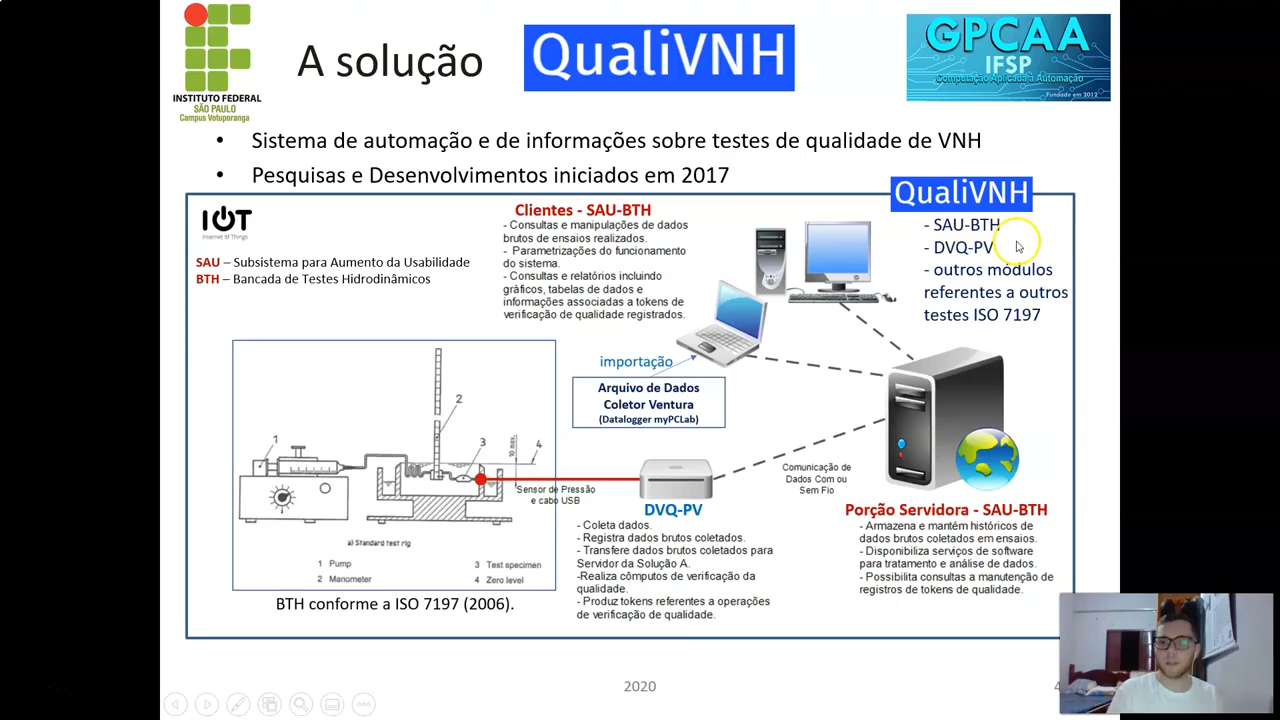 INSTITUTO FEDERAL
SÃO PAULO
Campus Votuporanga
A solução
QualiVNH
GPCAA
IFSP
Computação Aplicada à Automação
Fundado em 2012
• Sistema de automação e de informações sobre testes de qualidade de VNH
• Pesquisas e Desenvolvimentos iniciados em 2017
IOT
Internet of Things
SAU – Subsistema para Aumento da Usabilidade
BTH – Bancada de Testes Hidrodinâmicos
Clientes - SAU-BTH
- Consultas e manipulações de dados
brutos de ensaios realizados.
- Parametrizações do funcionamento
do sistema.
- Consultas e relatórios incluindo
gráficos, tabelas de dados e
informações associadas a tokens de
verificação de qualidade registrados.
QualiVNH
- SAU-BTH
- DVQ-PV
- outros módulos
referentes a outros
testes ISO 7197
importação
Arquivo de Dados
Coletor Ventura
(Datalogger myPCLab)
1
2
3
10 max.
4
a) Standard test rig
1 Pump
2 Manometer
3 Test specimen
4 Zero level
BTH conforme a ISO 7197 (2006).
Sensor de Pressão
e cabo USB
DVQ-PV
- Coleta dados.
- Registra dados brutos coletados.
- Transfere dados brutos coletados para
Servidor da Solução A.
-Realiza cômputos de verificação da
qualidade.
- Produz tokens referentes a operações
de verificação de qualidade.
Comunicação de
Dados Com ou
Sem Fio
Porção Servidora - SAU-BTH
- Armazena e mantém históricos de
dados brutos coletados em ensaios.
- Disponibiliza serviços de software
para tratamento e análise de dados.
- Possibilita consultas a manutenção de
registros de tokens de qualidade.
2020
4